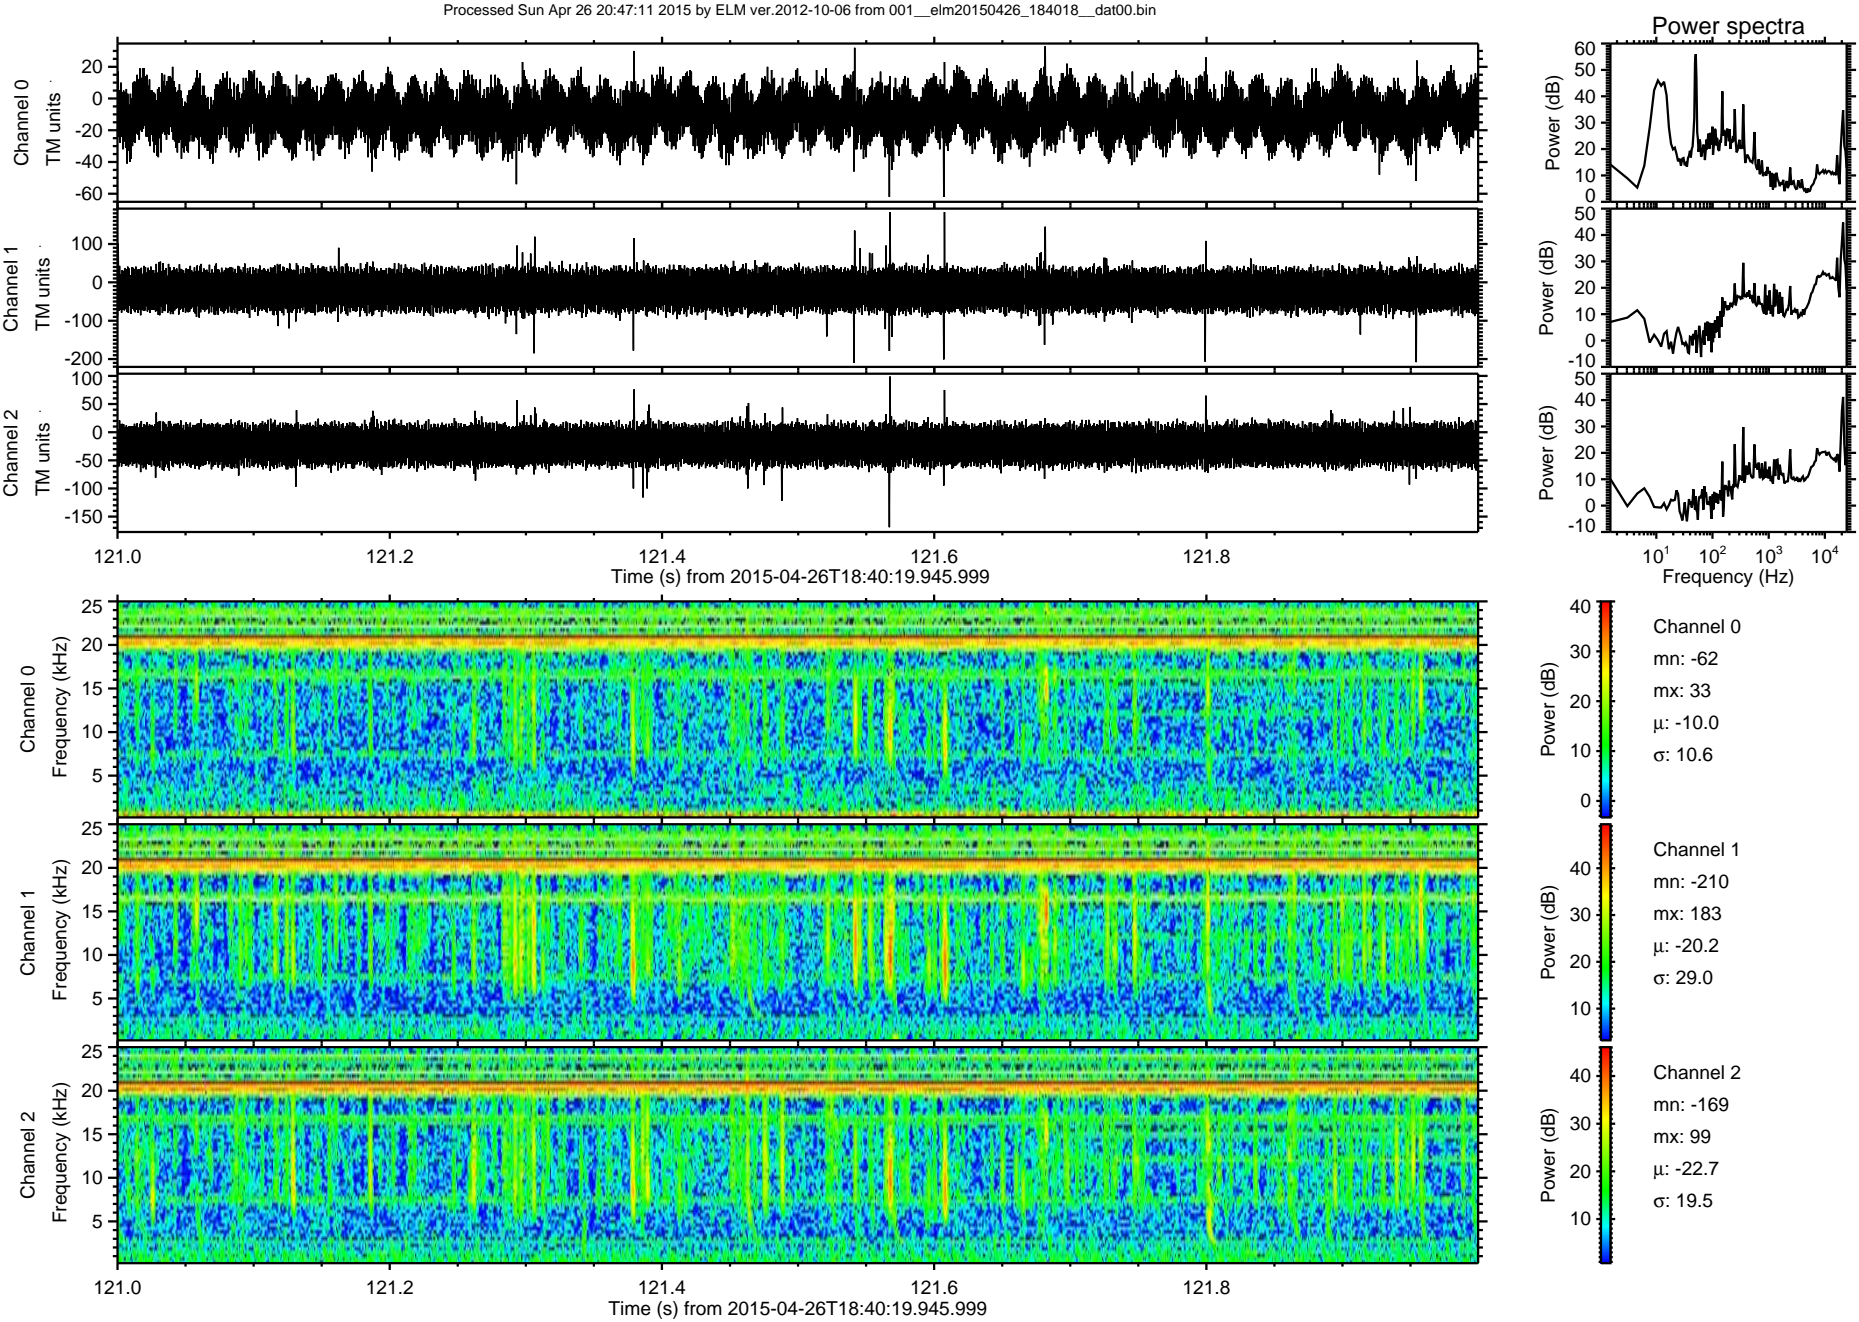 Processed Sun Apr 26 20:47:11 2015 by ELM ver.2012-10-06 from 001__elm20150426_184018__dat00.bin
Power spectra
Channel 0
TM units
20
0
-20
-40
-60
Power (dB)
60
50
40
30
20
10
0
Channel 1
TM units
100
0
-100
-200
Power (dB)
50
40
30
20
10
0
-10
Channel 2
TM units
100
50
0
-50
-100
-150
Power (dB)
50
40
30
20
10
0
-10
121.0 121.2 121.4 121.6 121.8
Time (s) from 2015-04-26T18:40:19.945.999
10¹ 10² 10³ 10⁴
Frequency (Hz)
Channel 0
Frequency (kHz)
25
20
15
10
5
Power (dB)
40
30
20
10
0
Channel 0
mn: -62
mx: 33
μ: -10.0
σ: 10.6
Channel 1
Frequency (kHz)
25
20
15
10
5
Power (dB)
40
30
20
10
Channel 1
mn: -210
mx: 183
μ: -20.2
σ: 29.0
Channel 2
Frequency (kHz)
25
20
15
10
5
Power (dB)
40
30
20
10
Channel 2
mn: -169
mx: 99
μ: -22.7
σ: 19.5
121.0 121.2 121.4 121.6 121.8
Time (s) from 2015-04-26T18:40:19.945.999